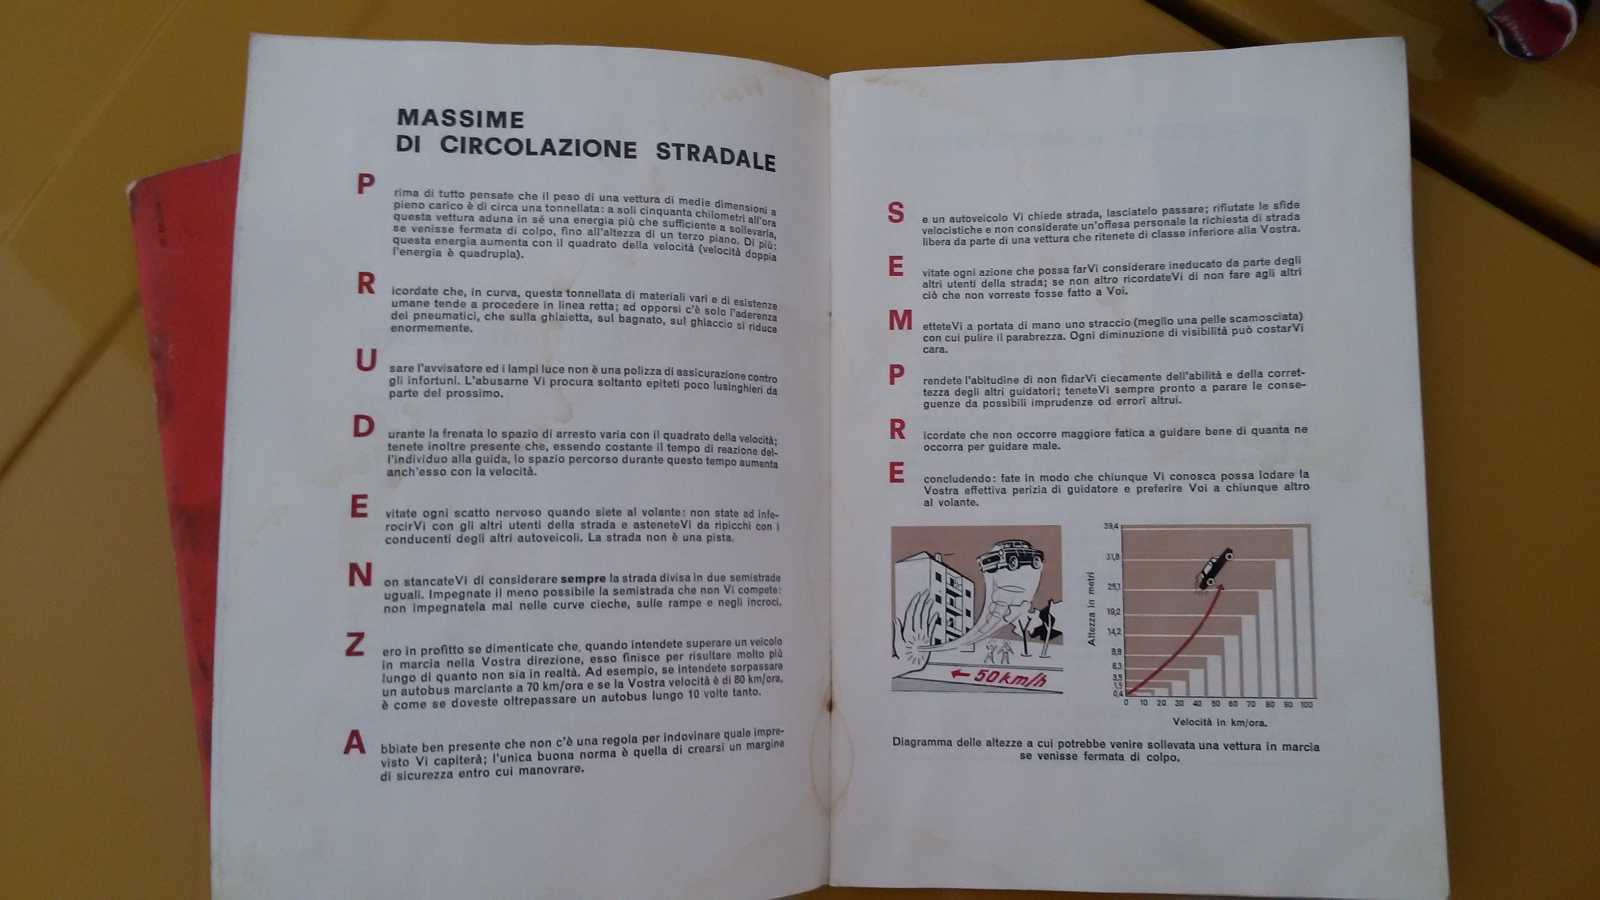 MASSIME
DI CIRCOLAZIONE STRADALE
Prima di tutto pensate che il peso di una vettura di medie dimensioni a
pieno carico è di circa una tonnellata: a soli cinquanta chilometri all'ora
questa vettura aduna in sé una energia più che sufficiente a sollevarla,
se venisse fermata di colpo, fino all'altezza di un terzo piano. Di più:
questa energia aumenta con il quadrato della velocità (velocità doppia
l'energia è quadrupla).
Ricordate che, in curva, questa tonnellata di materiali vari e di esistenze
umane tende a procedere in linea retta; ad opporsi c'è solo l'aderenza
dei pneumatici, che sulla ghiaietta, sul bagnato, sul ghiaccio si riduce
enormemente.
Usare l'avvisatore ed i lampi luce non è una polizza di assicurazione contro
gli infortuni. L'abusarne Vi procura soltanto epiteti poco lusinghieri da
parte del prossimo.
Durante la frenata lo spazio di arresto varia con il quadrato della velocità;
tenete inoltre presente che, essendo costante il tempo di reazione del-
l'individuo alla guida, lo spazio percorso durante questo tempo aumenta
anch'esso con la velocità.
Evitate ogni scatto nervoso quando siete al volante: non state ad infe-
rocirVi con gli altri utenti della strada e asteneteVi da ripicchi con i
conducenti degli altri autoveicoli. La strada non è una pista.
Non stancateVi di considerare sempre la strada divisa in due semistrade
uguali. Impegnate il meno possibile la semistrada che non Vi compete:
non impegnatela mai nelle curve cieche, sulle rampe e negli incroci.
Zero in profitto se dimenticate che, quando intendete superare un veicolo
in marcia nella Vostra direzione, esso finisce per risultare molto più
lungo di quanto non sia in realtà. Ad esempio, se intendete sorpassare
un autobus marciante a 70 km/ora e se la Vostra velocità è di 80 km/ora,
è come se doveste oltrepassare un autobus lungo 10 volte tanto.
Abbiate ben presente che non c'è una regola per indovinare quale impre-
visto Vi capiterà; l'unica buona norma è quella di crearsi un margine
di sicurezza entro cui manovrare.
Se un autoveicolo Vi chiede strada, lasciatelo passare; rifiutate le sfide
velocistiche e non considerate un'offesa personale la richiesta di strada
libera da parte di una vettura che ritenete di classe inferiore alla Vostra.
Evitate ogni azione che possa farVi considerare ineducato da parte degli
altri utenti della strada; se non altro ricordateVi di non fare agli altri
ciò che non vorreste fosse fatto a Voi.
MetteteVi a portata di mano uno straccio (meglio una pelle scamosciata)
con cui pulire il parabrezza. Ogni diminuzione di visibilità può costarVi
cara.
Prendete l'abitudine di non fidarVi ciecamente dell'abilità e della corret-
tezza degli altri guidatori; teneteVi sempre pronto a parare le conse-
guenze da possibili imprudenze od errori altrui.
Ricordate che non occorre maggiore fatica a guidare bene di quanta ne
occorra per guidare male.
E concludendo: fate in modo che chiunque Vi conosca possa lodare la
Vostra effettiva perizia di guidatore e preferire Voi a chiunque altro
al volante.
50 km/h
Altezza in metri
39,4
31,8
25,1
19,2
14,2
9,8
6,3
3,5
1,5
0,4
0 10 20 30 40 50 60 70 80 90 100
Velocità in km/ora.
Diagramma delle altezze a cui potrebbe venire sollevata una vettura in marcia
se venisse fermata di colpo.